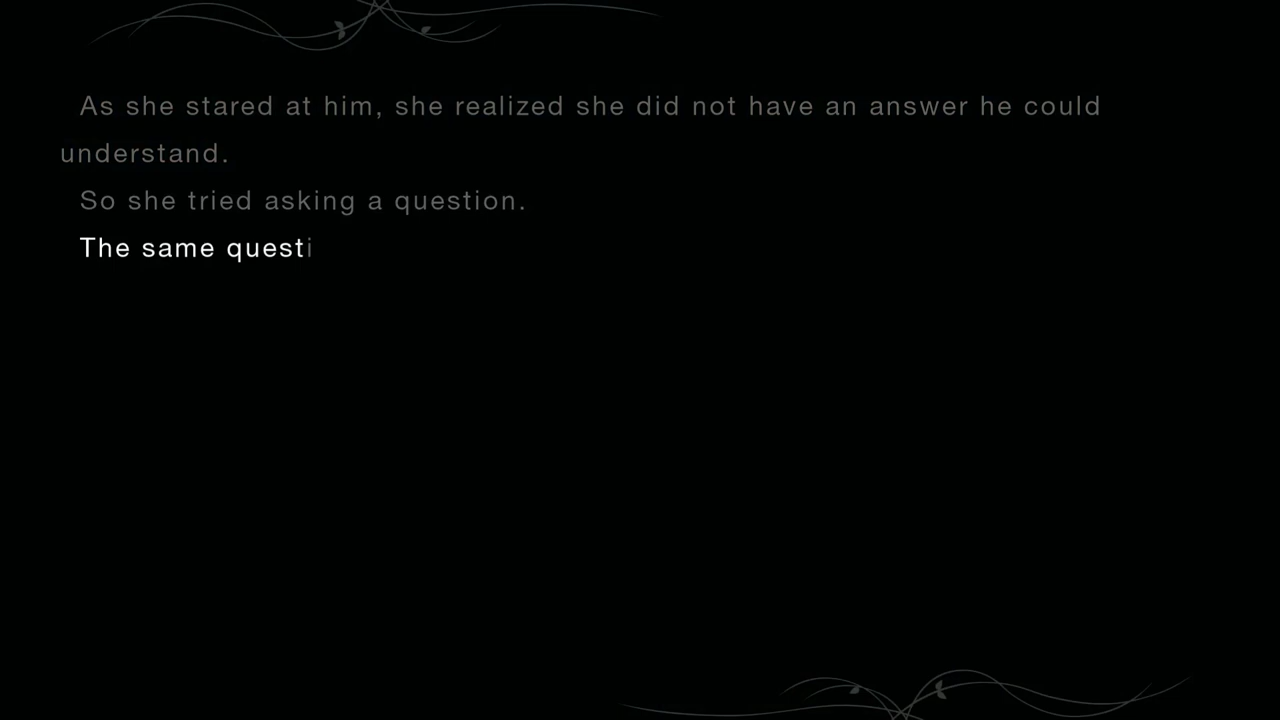 As she stared at him, she realized she did not have an answer he could
understand.
So she tried asking a question.
The same questi